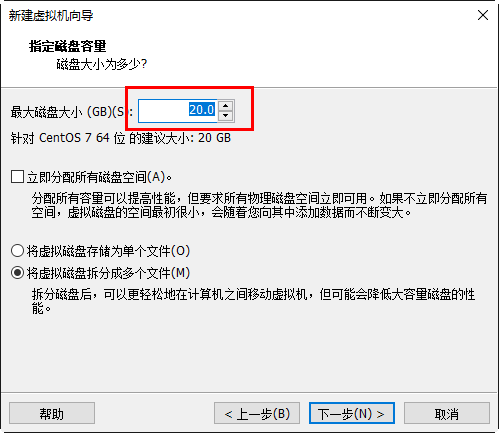 新建虚拟机向导
指定磁盘容量
磁盘大小为多少?
最大磁盘大小 (GB)(S): 20.0
针对 CentOS 7 64 位 的建议大小: 20 GB
立即分配所有磁盘空间(A)。
分配所有容量可以提高性能，但要求所有物理磁盘空间立即可用。如果不立即分配所有
空间，虚拟磁盘的空间最初很小，会随着您向其中添加数据而不断变大。
将虚拟磁盘存储为单个文件(O)
将虚拟磁盘拆分成多个文件(M)
拆分磁盘后，可以更轻松地在计算机之间移动虚拟机，但可能会降低大容量磁盘的性
能。
帮助 < 上一步(B) 下一步(N) > 取消